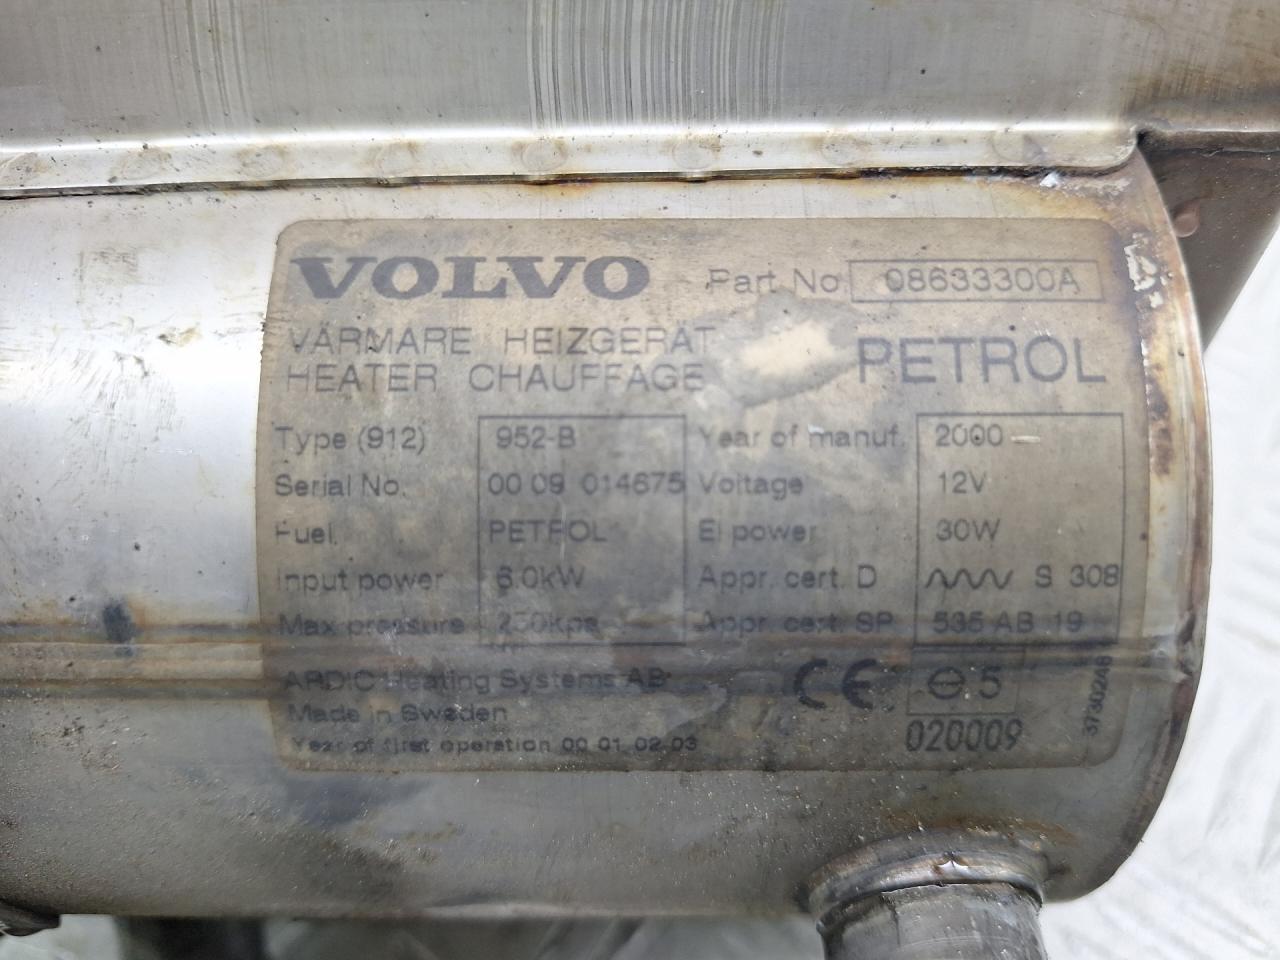 VOLVO Part No 08633300A
VÄRMARE HEIZGERÄT
HEATER CHAUFFAGE PETROL
Type (912) 952-B Year of manuf. 2000
Serial No. 00 09 014675 Voltage 12V
Fuel PETROL El power 30W
Input power 6.0kW Appr. cert. D S 308
Max pressure 250kpa Appr. cert. SP 535 AB 19
ARDIC Heating Systems AB CE 5
Made in Sweden 020009
Year of first operation 00 01 02 03
3730246